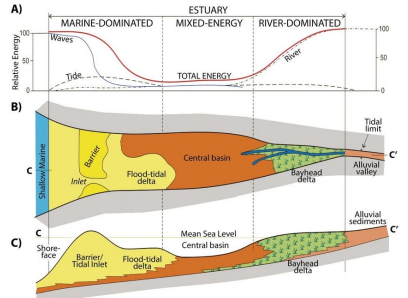 A)
ESTUARY
MARINE-DOMINATED
MIXED-ENERGY
RIVER-DOMINATED
Relative Energy
100
50
0
Waves
Tide
TOTAL ENERGY
River
100
50
0
B)
Shallow Marine
C
Barrier
Inlet
Flood-tidal
delta
Central basin
Bayhead
delta
Tidal
limit
C'
Alluvial
valley
C)
C
Shore-
face
Barrier/
Tidal Inlet
Flood-tidal
delta
Mean Sea Level
Central basin
Bayhead
delta
Alluvial
sediments
C'